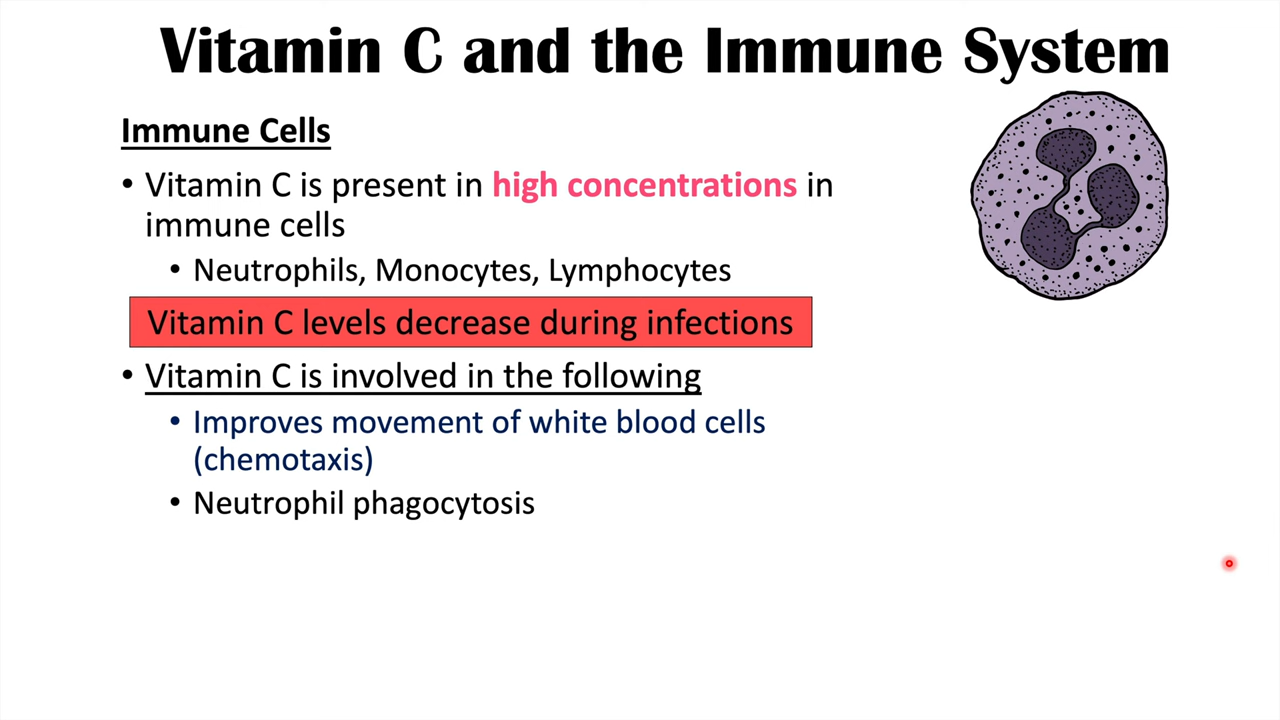 Vitamin C and the Immune System
Immune Cells
• Vitamin C is present in high concentrations in
immune cells
• Neutrophils, Monocytes, Lymphocytes
Vitamin C levels decrease during infections
• Vitamin C is involved in the following
• Improves movement of white blood cells
(chemotaxis)
• Neutrophil phagocytosis